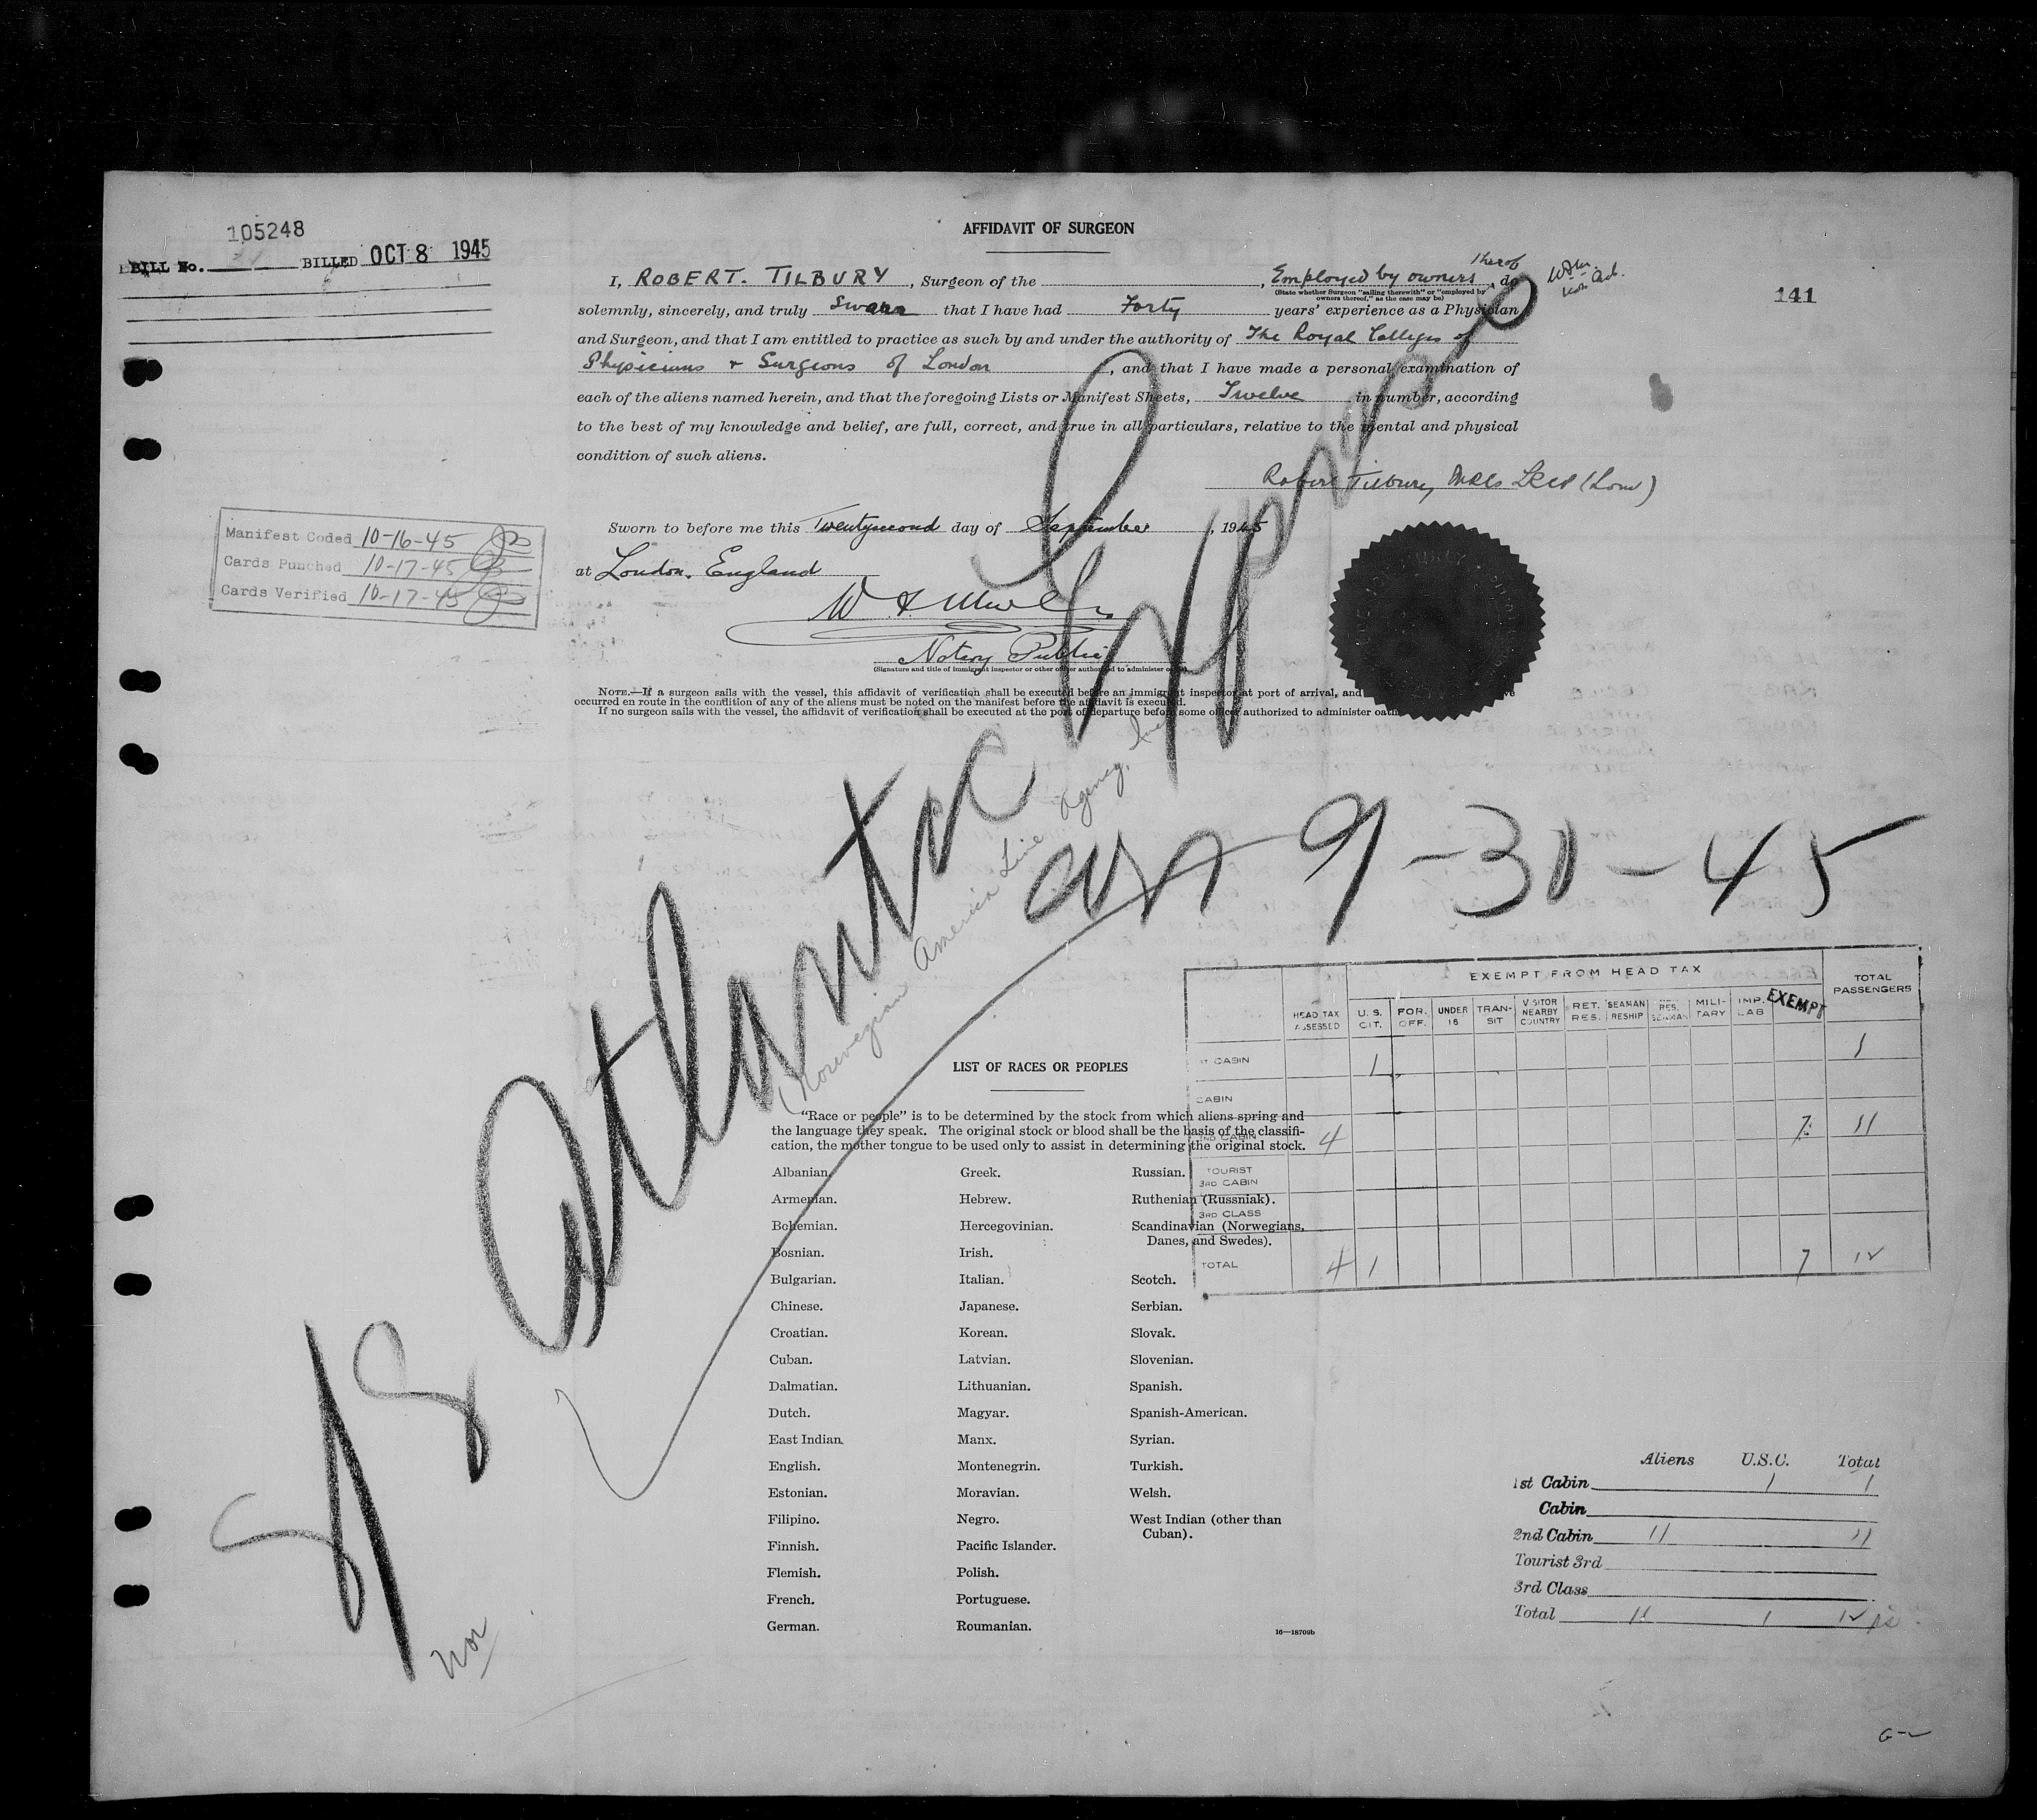 105248
BILL No. BILLED OCT 8 1945
141
AFFIDAVIT OF SURGEON
I, ROBERT. TILBURY, Surgeon of the , Employed by owners thereof, do
(State whether Surgeon "sailing therewith" or "employed by
owners thereof," as the case may be)
solemnly, sincerely, and truly swear that I have had Forty years' experience as a Physician
and Surgeon, and that I am entitled to practice as such by and under the authority of The Royal Colleges of
Physicians & Surgeons of London, and that I have made a personal examination of
each of the aliens named herein, and that the foregoing Lists or Manifest Sheets, Twelve in number, according
to the best of my knowledge and belief, are full, correct, and true in all particulars, relative to the mental and physical
condition of such aliens.
Robert Tilbury MRCS LRCP (Lond)
Sworn to before me this Twentysecond day of September, 1945
at London, England
Notary Public
(Signature and title of immigrant inspector or other officer authorized to administer oaths)
NOTE.—If a surgeon sails with the vessel, this affidavit of verification shall be executed before an immigrant inspector at port of arrival, and
occurred en route in the condition of any of the aliens must be noted on the manifest before the affidavit is executed.
If no surgeon sails with the vessel, the affidavit of verification shall be executed at the port of departure before some officer authorized to administer oaths
Manifest Coded 10-16-45
Cards Punched 10-17-45
Cards Verified 10-17-45
S/S Atlantic
arr 9-30-45
(Norwegian America Line Agency, Inc
Nor
EXEMPT FROM HEAD TAX
HEAD TAX ASSESSED U.S. CIT. FOR. OFF. UNDER 16 TRAN-SIT VISITOR NEARBY COUNTRY RET. RES. SEAMAN RESHIP RES. SEAMAN MILI-TARY IMP. LAB EXEMPT TOTAL PASSENGERS
1ST CABIN 1 1
CABIN
2ND CABIN 4 7 11
TOURIST
3RD CABIN
3RD CLASS
TOTAL 4 1 7 12
LIST OF RACES OR PEOPLES
"Race or people" is to be determined by the stock from which aliens spring and
the language they speak. The original stock or blood shall be the basis of the classifi-
cation, the mother tongue to be used only to assist in determining the original stock.
Albanian.
Armenian.
Bohemian.
Bosnian.
Bulgarian.
Chinese.
Croatian.
Cuban.
Dalmatian.
Dutch.
East Indian.
English.
Estonian.
Filipino.
Finnish.
Flemish.
French.
German.
Greek.
Hebrew.
Hercegovinian.
Irish.
Italian.
Japanese.
Korean.
Latvian.
Lithuanian.
Magyar.
Manx.
Montenegrin.
Moravian.
Negro.
Pacific Islander.
Polish.
Portuguese.
Roumanian.
Russian.
Ruthenian (Russniak).
Scandinavian (Norwegians,
Danes, and Swedes).
Scotch.
Serbian.
Slovak.
Slovenian.
Spanish.
Spanish-American.
Syrian.
Turkish.
Welsh.
West Indian (other than
Cuban).
16—18709b
Aliens U.S.C. Total
1st Cabin 1 1
Cabin
2nd Cabin 11 11
Tourist 3rd
3rd Class
Total 11 1 12